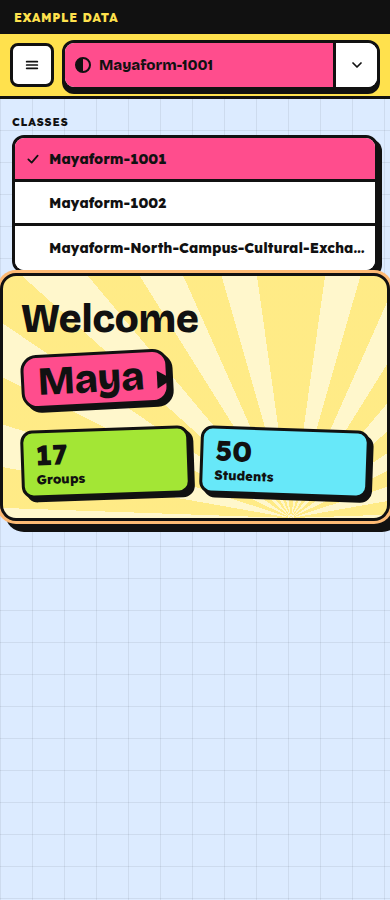 EXAMPLE DATA
Mayaform-1001
CLASSES
Mayaform-1001
Mayaform-1002
Mayaform-North-Campus-Cultural-Excha...
Welcome
Maya
17
Groups
50
Students